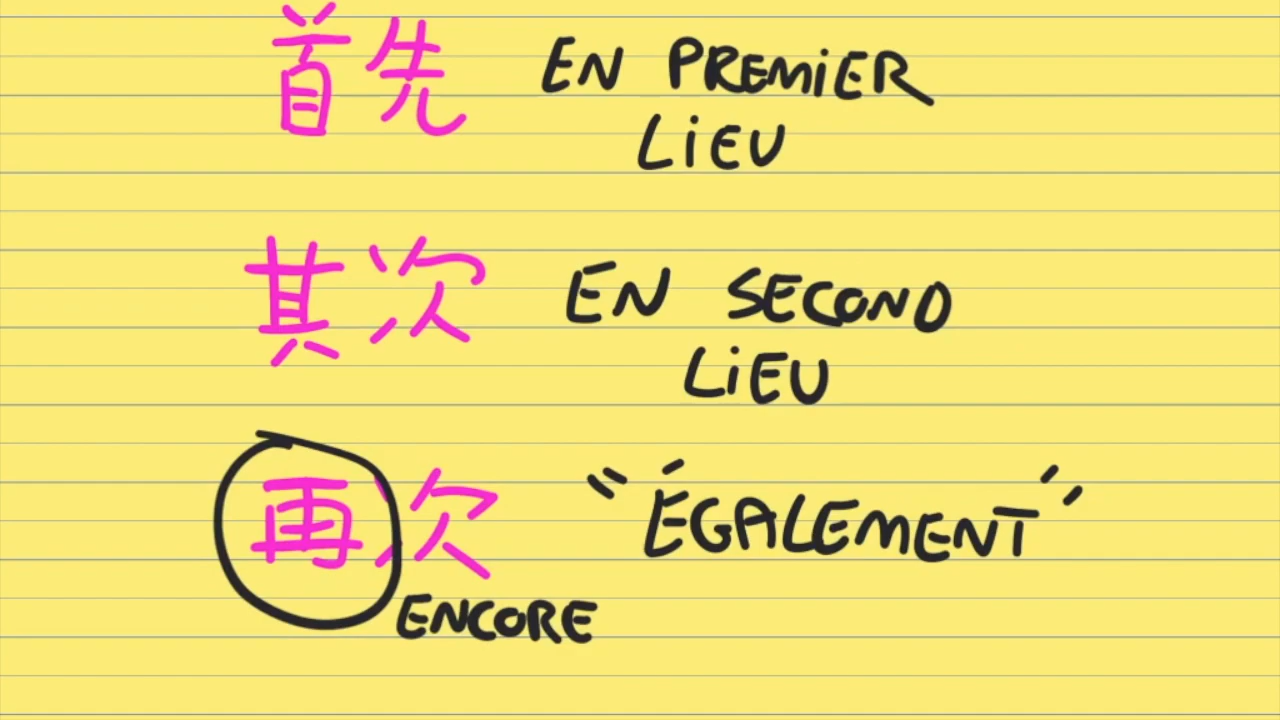 首先 EN PREMIER
LIEU
其次 EN SECOND
LIEU
再次 "ÉGALEMENT"
ENCORE